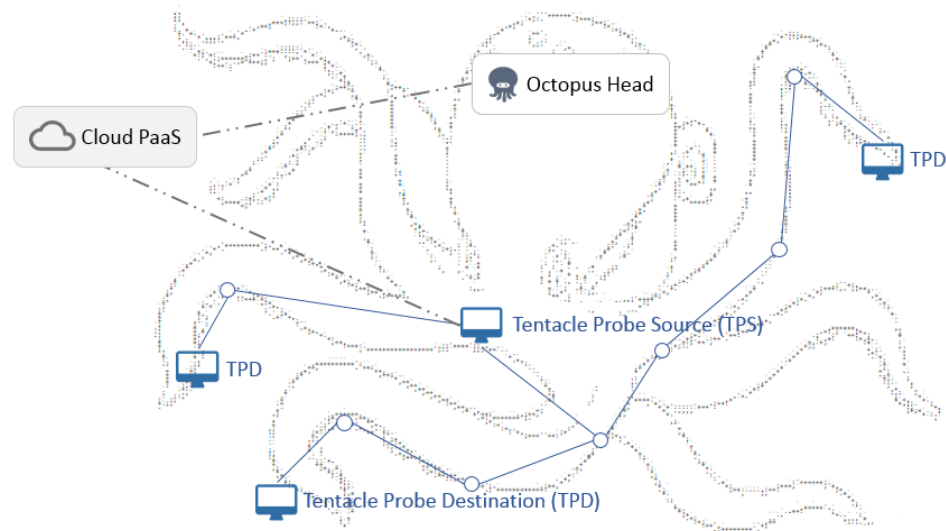 Octopus Head
Cloud PaaS
TPD
Tentacle Probe Source (TPS)
TPD
Tentacle Probe Destination (TPD)